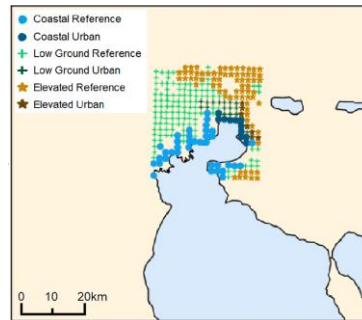 Coastal Reference
Coastal Urban
Low Ground Reference
Low Ground Urban
Elevated Reference
Elevated Urban
0 10 20km